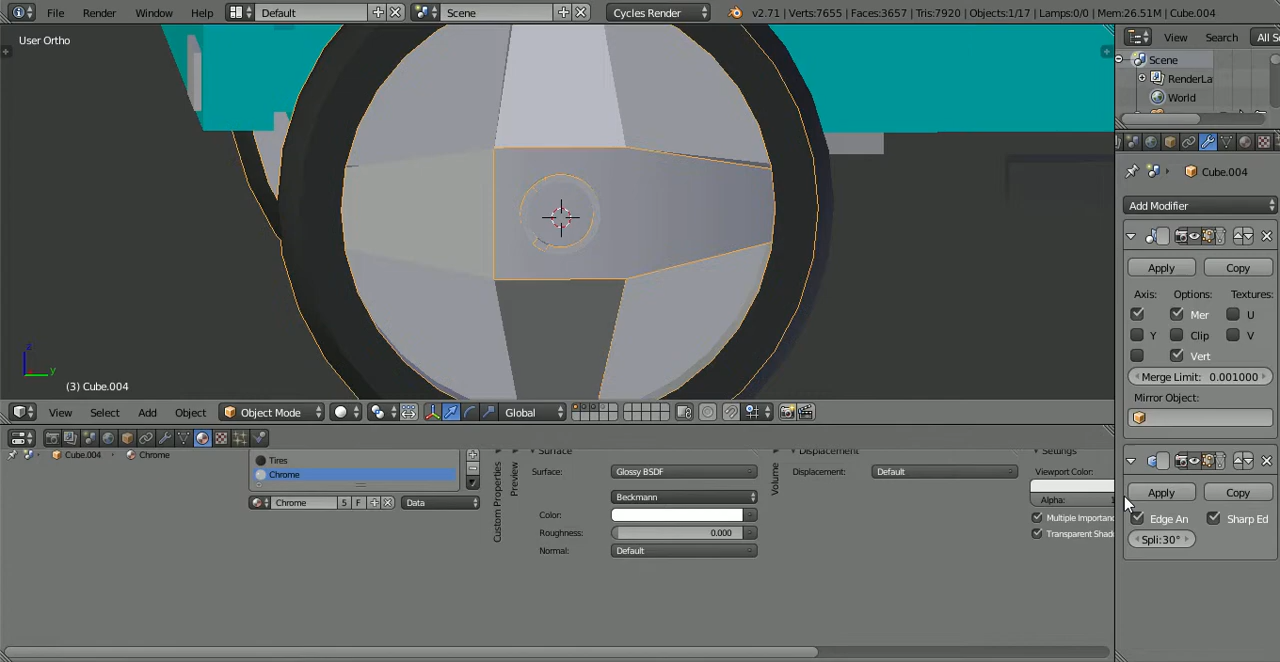 File Render Window Help Default Scene Cycles Render v2.71 | Verts:7655 | Faces:3657 | Tris:7920 | Objects:1/17 | Lamps:0/0 | Mem:26.51M | Cube.004
User Ortho
View Search All S
Scene
RenderLa
World
Cube.004
Add Modifier
Apply Copy
Axis: Options: Textures:
Mer U
Y Clip V
Vert
Merge Limit: 0.001000
Mirror Object:
z
y
(3) Cube.004
View Select Add Object Object Mode Global
Cube.004 Chrome
Tires
Chrome
Chrome 5 F Data
Custom Properties
Preview
Surface
Surface: Glossy BSDF
Beckmann
Color:
Roughness: 0.000
Normal: Default
Volume
Displacement
Displacement: Default
Settings
Viewport Color:
Alpha: 1
Multiple Importanc
Transparent Shado
Apply Copy
Edge An Sharp Ed
Spli:30°